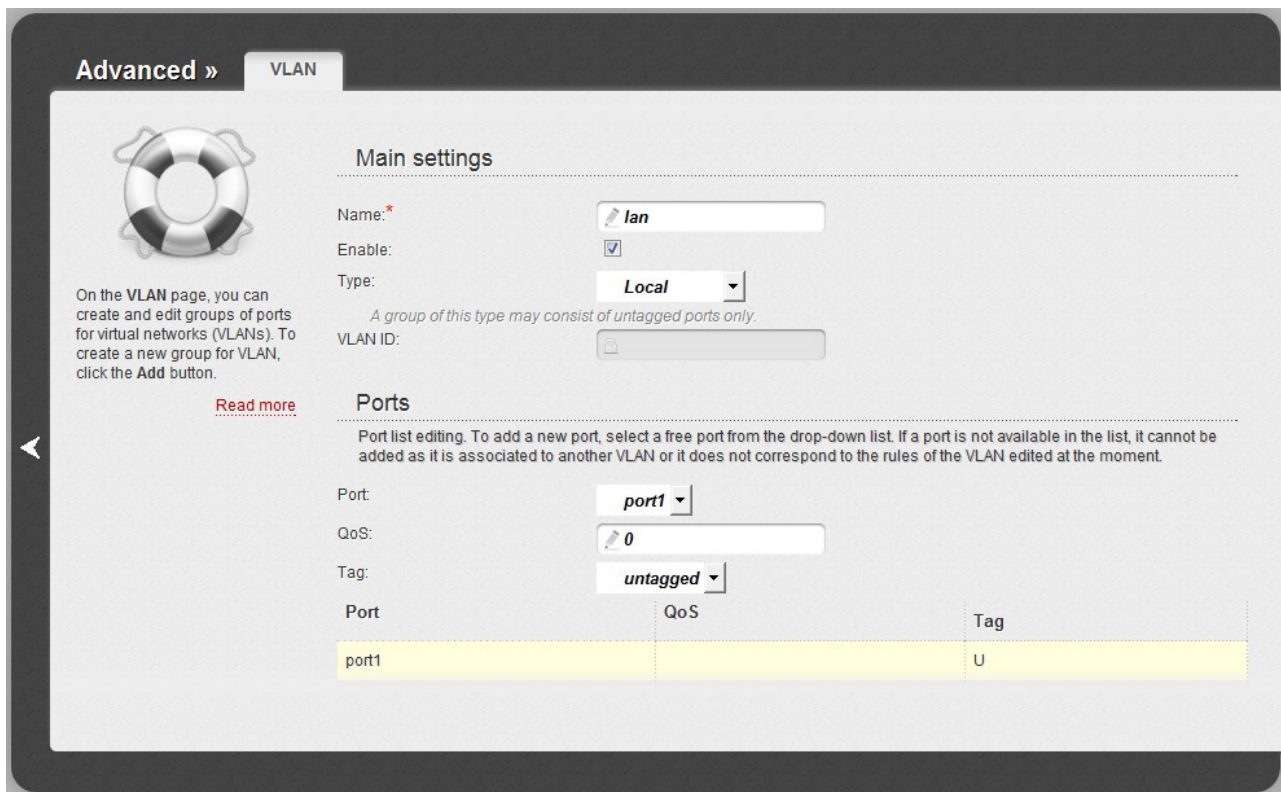 Advanced »
VLAN
On the VLAN page, you can
create and edit groups of ports
for virtual networks (VLANs). To
create a new group for VLAN,
click the Add button.
Read more
Main settings
Name:*
lan
Enable:
Type:
Local
A group of this type may consist of untagged ports only.
VLAN ID:
Ports
Port list editing. To add a new port, select a free port from the drop-down list. If a port is not available in the list, it cannot be
added as it is associated to another VLAN or it does not correspond to the rules of the VLAN edited at the moment.
Port:
port1
QoS:
0
Tag:
untagged
Port QoS Tag
port1 U